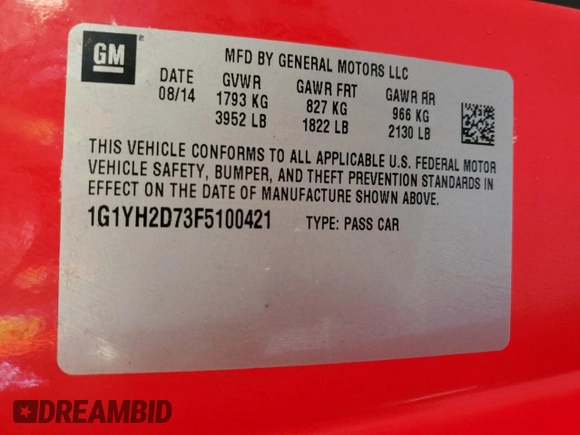 GM
MFD BY GENERAL MOTORS LLC
DATE GVWR GAWR FRT GAWR RR
08/14 1793 KG 827 KG 966 KG
3952 LB 1822 LB 2130 LB
THIS VEHICLE CONFORMS TO ALL APPLICABLE U.S. FEDERAL MOTOR
VEHICLE SAFETY, BUMPER, AND THEFT PREVENTION STANDARDS IN
EFFECT ON THE DATE OF MANUFACTURE SHOWN ABOVE.
1G1YH2D73F5100421 TYPE: PASS CAR
DREAMBID